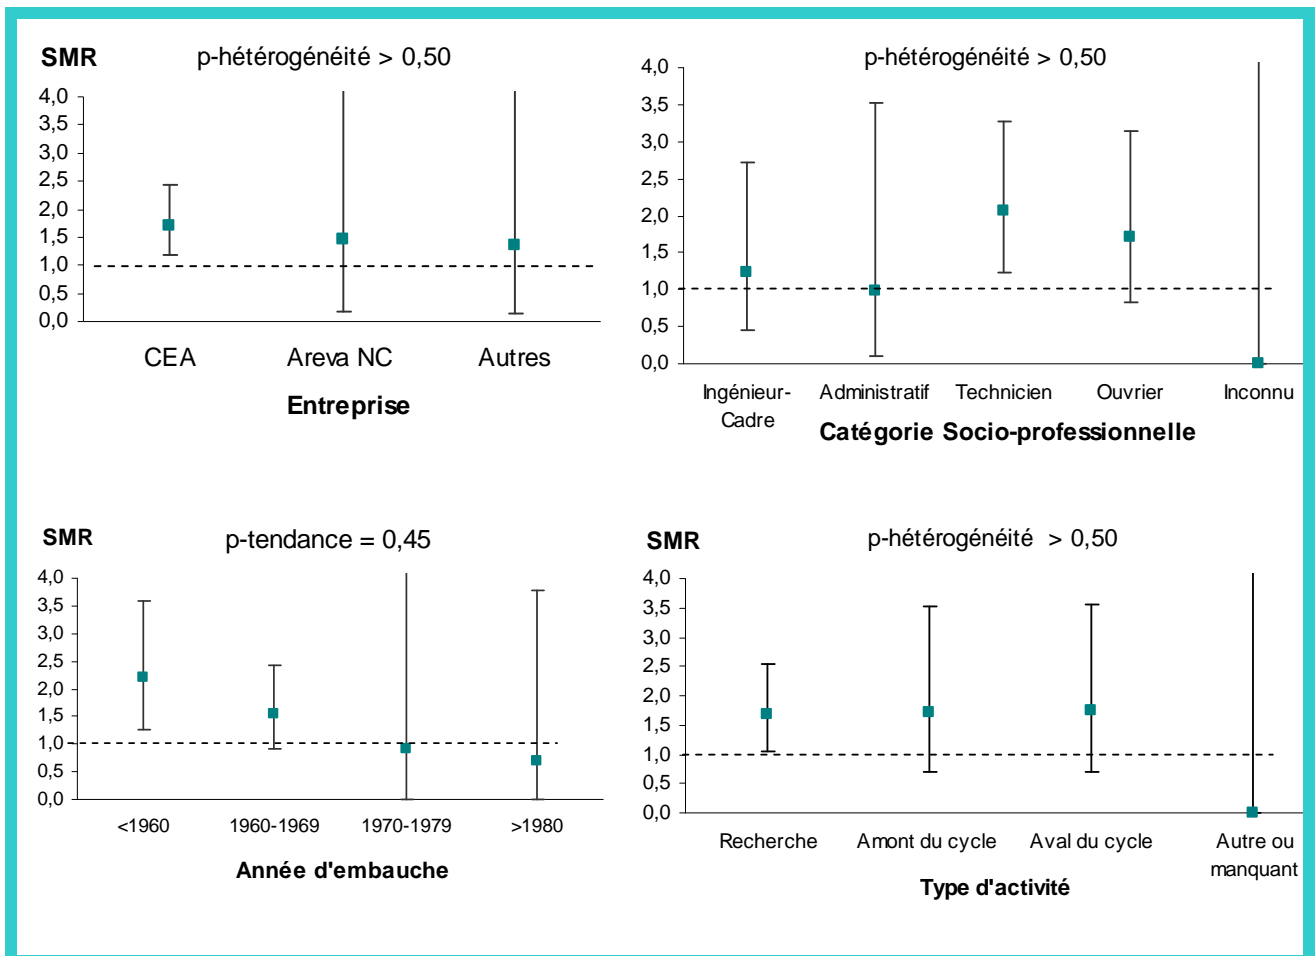 SMR
p-hétérogénéité > 0,50
4,0
3,5
3,0
2,5
2,0
1,5
1,0
0,5
0,0
CEA Areva NC Autres
Entreprise
p-hétérogénéité > 0,50
4,0
3,5
3,0
2,5
2,0
1,5
1,0
0,5
0,0
Ingénieur- Administratif Technicien Ouvrier Inconnu
Cadre
Catégorie Socio-professionnelle
SMR
p-tendance = 0,45
4,0
3,5
3,0
2,5
2,0
1,5
1,0
0,5
0,0
<1960 1960-1969 1970-1979 >1980
Année d'embauche
SMR
p-hétérogénéité > 0,50
4,0
3,5
3,0
2,5
2,0
1,5
1,0
0,5
0,0
Recherche Amont du cycle Aval du cycle Autre ou
manquant
Type d'activité